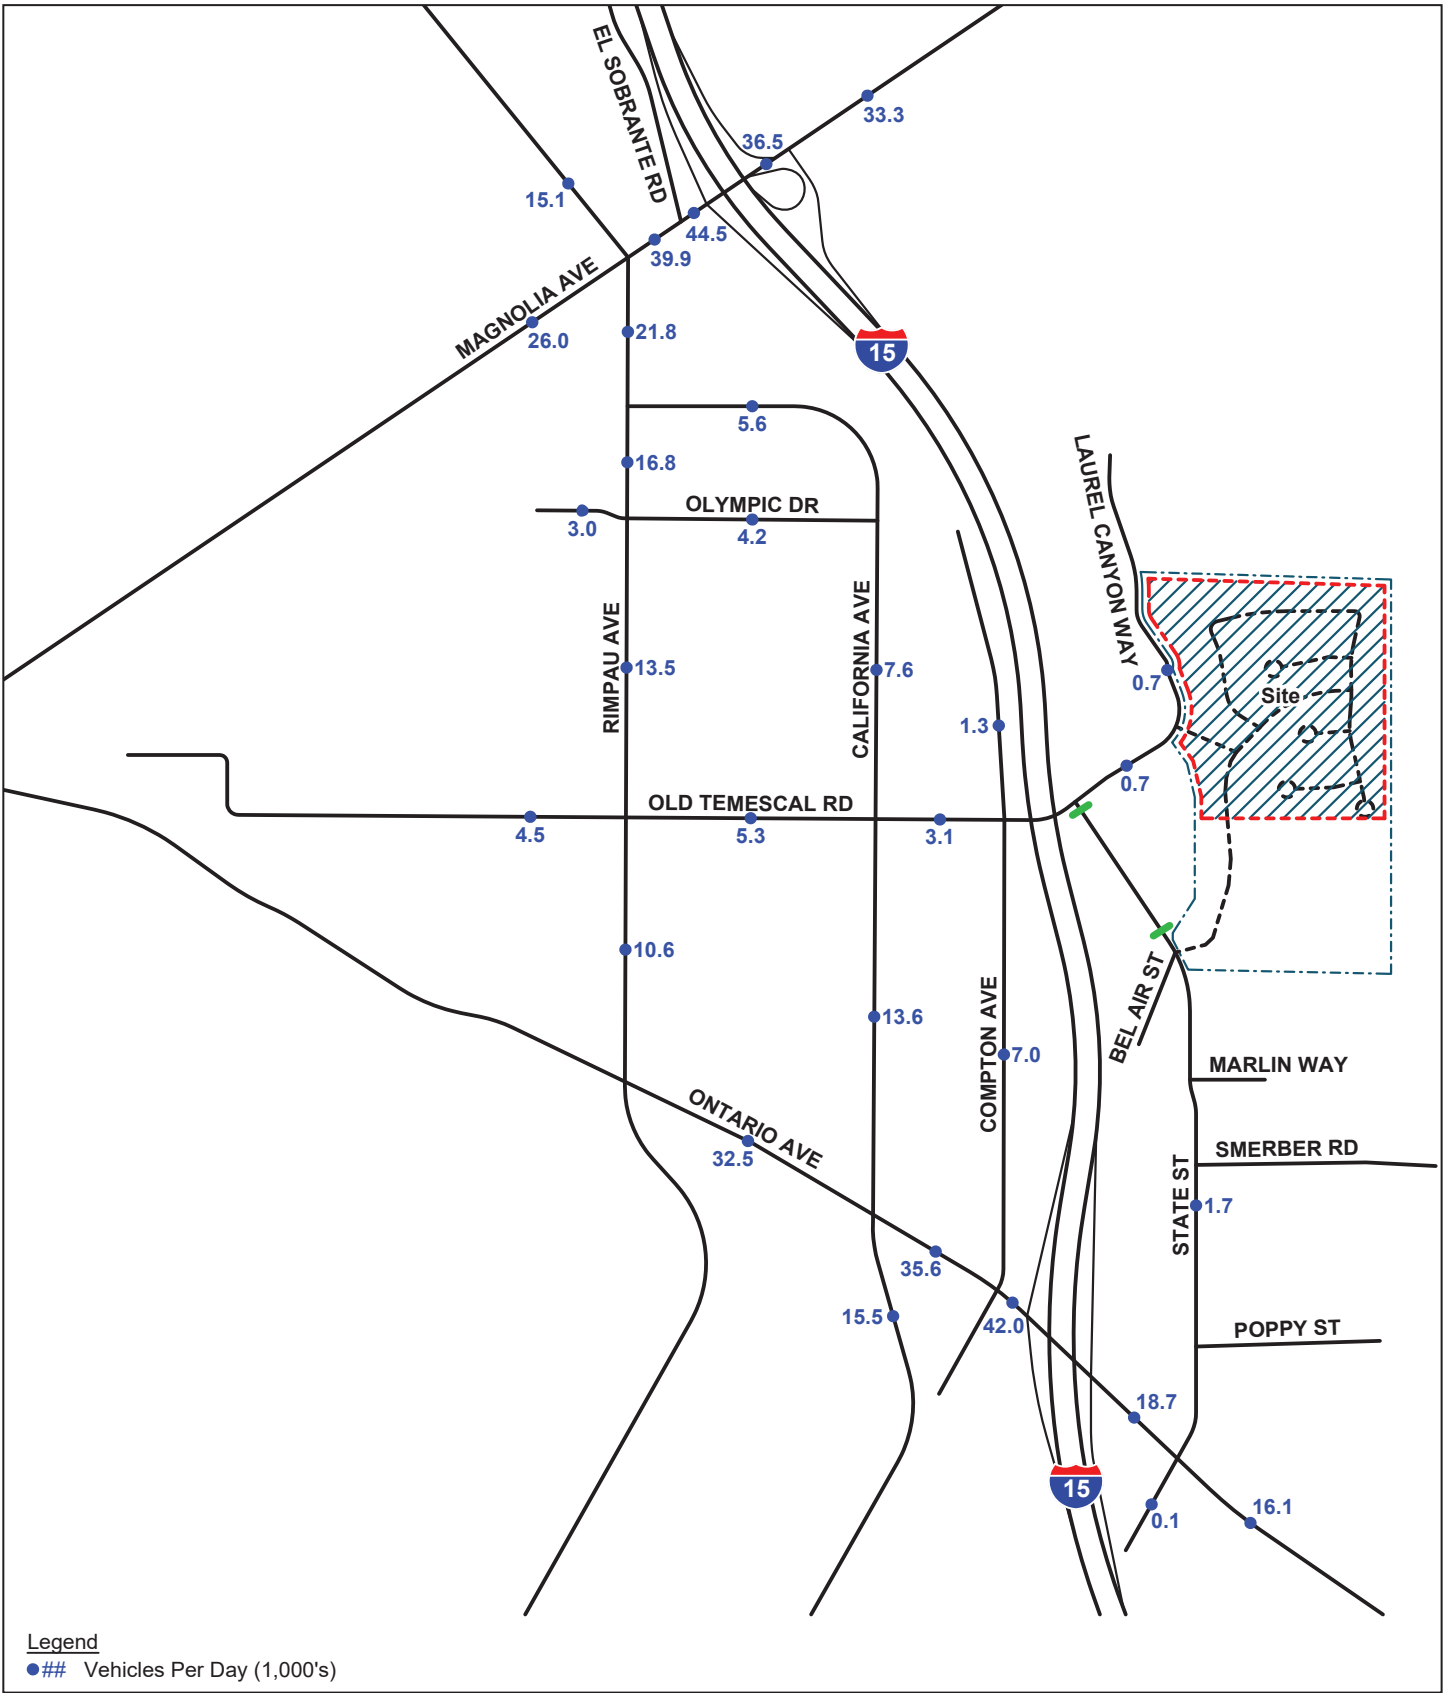 EL SOBRANTE RD
33.3
36.5
15.1
44.5
39.9
MAGNOLIA AVE
26.0
21.8
15
5.6
16.8
OLYMPIC DR
3.0
4.2
LAUREL CANYON WAY
RIMPAU AVE
CALIFORNIA AVE
13.5
7.6
0.7
Site
1.3
0.7
OLD TEMESCAL RD
4.5
5.3
3.1
10.6
BEL AIR ST
COMPTON AVE
13.6
7.0
MARLIN WAY
ONTARIO AVE
32.5
SMERBER RD
STATE ST
1.7
35.6
15.5
42.0
POPPY ST
18.7
15
0.1
16.1
Legend
## Vehicles Per Day (1,000's)